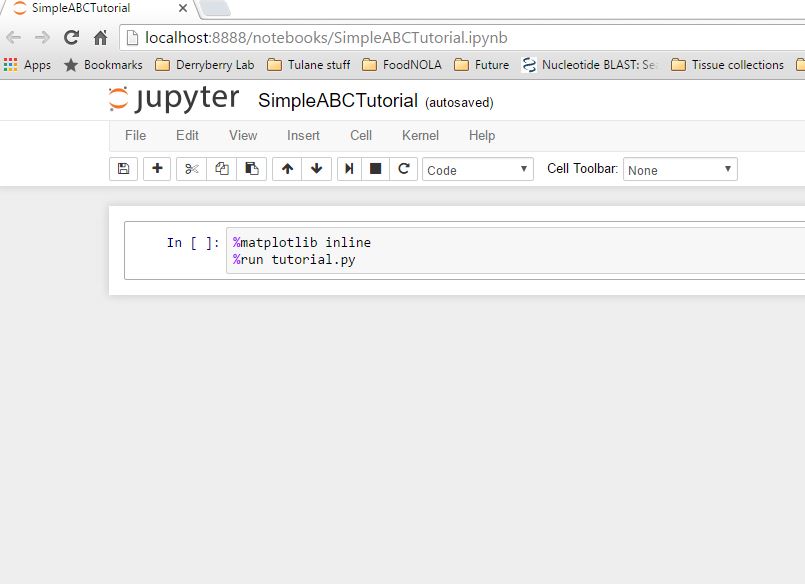 SimpleABCTutorial
localhost:8888/notebooks/SimpleABCTutorial.ipynb
Apps Bookmarks Derryberry Lab Tulane stuff FoodNOLA Future Nucleotide BLAST: Se Tissue collections
jupyter SimpleABCTutorial (autosaved)
File Edit View Insert Cell Kernel Help
Code Cell Toolbar: None
In [ ]: %matplotlib inline
%run tutorial.py